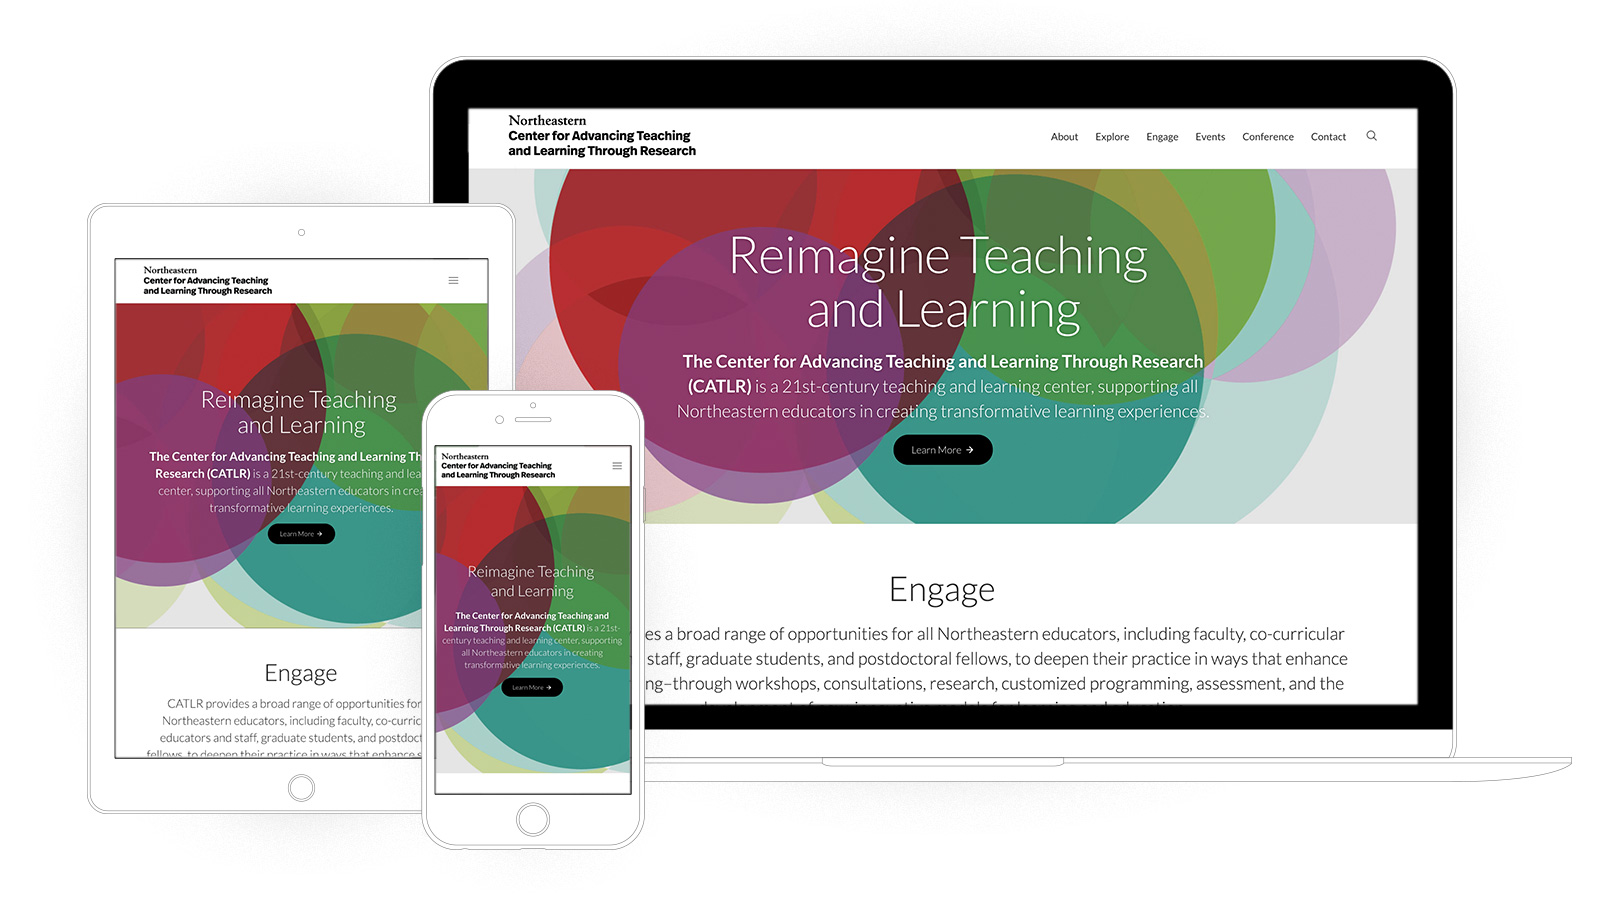 Northeastern
Center for Advancing Teaching
and Learning Through Research
About Explore Engage Events Conference Contact
Reimagine Teaching
and Learning
The Center for Advancing Teaching and Learning Through Research
(CATLR) is a 21st-century teaching and learning center, supporting all
Northeastern educators in creating transformative learning experiences.
Learn More →
Engage
a broad range of opportunities for all Northeastern educators, including faculty, co-curricular
staff, graduate students, and postdoctoral fellows, to deepen their practice in ways that enhance
through workshops, consultations, research, customized programming, assessment, and the
Northeastern
Center for Advancing Teaching
and Learning Through Research
Reimagine Teaching
and Learning
The Center for Advancing Teaching and Learning Th
Research (CATLR) is a 21st-century teaching and lea
center, supporting all Northeastern educators in crea
transformative learning experiences.
Learn More →
Engage
CATLR provides a broad range of opportunities for
Northeastern educators, including faculty, co-curric
educators and staff, graduate students, and postdoct
fellows, to deepen their practice in ways that enhance
Northeastern
Center for Advancing Teaching
and Learning Through Research
Reimagine Teaching
and Learning
The Center for Advancing Teaching and
Learning Through Research (CATLR) is a 21st-
century teaching and learning center, supporting
all Northeastern educators in creating
transformative learning experiences.
Learn More →